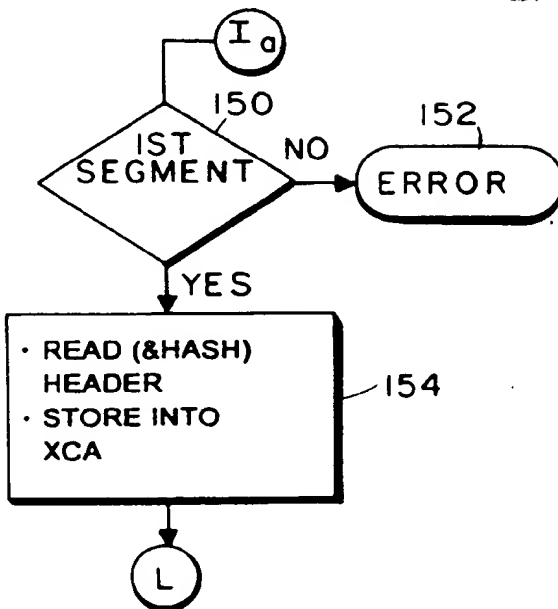 Ia
150
1ST
SEGMENT
NO
152
ERROR
YES
· READ (&HASH)
HEADER
· STORE INTO
XCA
154
L